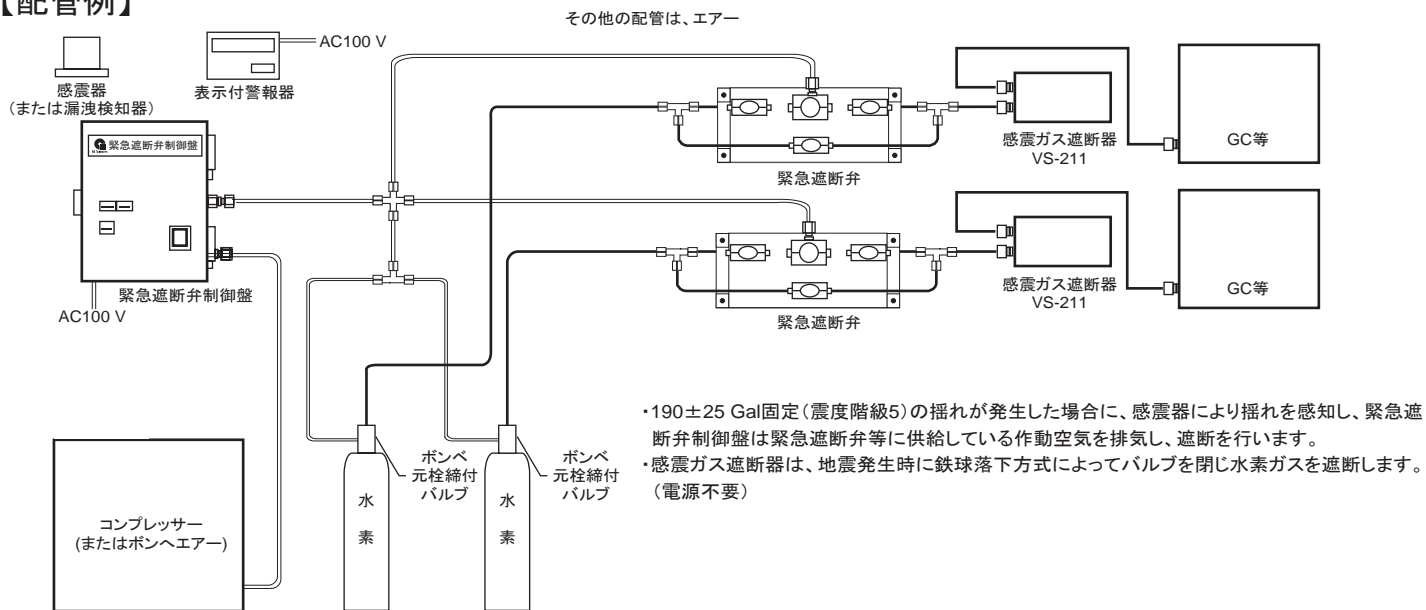 【配管例】
その他の配管は、エアー
AC100 V
感震器
(または漏洩検知器)
表示付警報器
緊急遮断弁制御盤
緊急遮断弁制御盤
AC100 V
緊急遮断弁
感震ガス遮断器
VS-211
GC等
緊急遮断弁
感震ガス遮断器
VS-211
GC等
・190±25 Gal固定(震度階級5)の揺れが発生した場合に、感震器により揺れを感知し、緊急遮
断弁制御盤は緊急遮断弁等に供給している作動空気を排気し、遮断を行います。
・感震ガス遮断器は、地震発生時に鉄球落下方式によってバルブを閉じ水素ガスを遮断します。
(電源不要)
ボンベ
元栓締付
バルブ
ボンベ
元栓締付
バルブ
水
素
水
素
コンプレッサー
(またはボンベエアー)